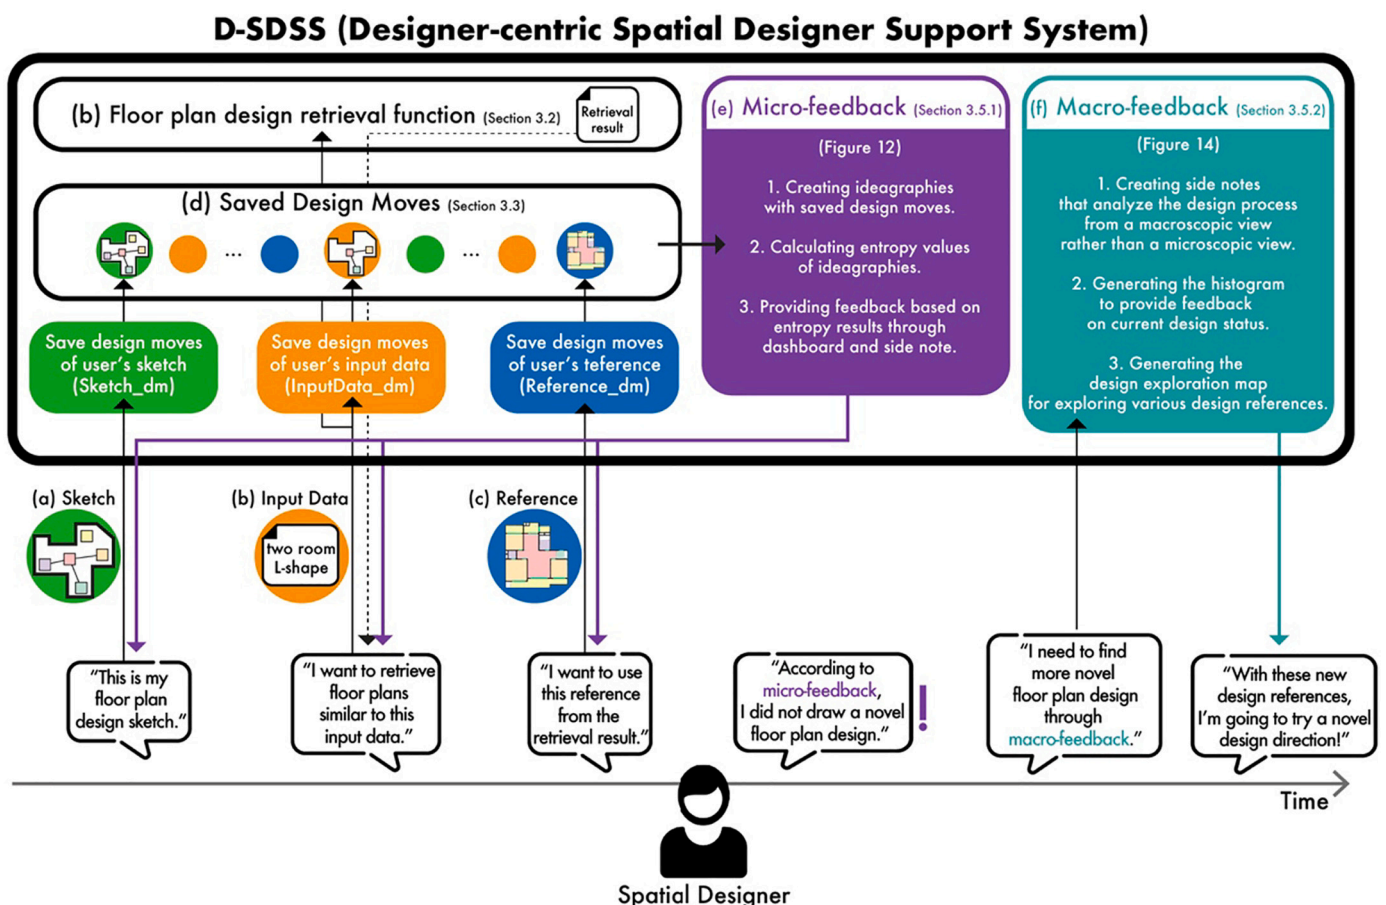 D-SDSS (Designer-centric Spatial Designer Support System)
(b) Floor plan design retrieval function (Section 3.2)
Retrieval
result
(d) Saved Design Moves (Section 3.3)
...
...
Save design moves
of user's sketch
(Sketch_dm)
Save design moves
of user's input data
(InputData_dm)
Save design moves
of user's teference
(Reference_dm)
(e) Micro-feedback (Section 3.5.1)
(Figure 12)
1. Creating ideagraphies
with saved design moves.
2. Calculating entropy values
of ideagraphies.
3. Providing feedback based on
entropy results through
dashboard and side note.
(f) Macro-feedback (Section 3.5.2)
(Figure 14)
1. Creating side notes
that analyze the design process
from a macroscopic view
rather than a microscopic view.
2. Generating the histogram
to provide feedback
on current design status.
3. Generating the
design exploration map
for exploring various design references.
(a) Sketch
(b) Input Data
two room
L-shape
(c) Reference
"This is my
floor plan
design sketch."
"I want to retrieve
floor plans
similar to this
input data."
"I want to use
this reference
from the
retrieval result."
"According to
micro-feedback,
I did not draw a novel
floor plan design."
!
"I need to find
more novel
floor plan design
through
macro-feedback."
"With these new
design references,
I'm going to try a novel
design direction!"
Time
Spatial Designer